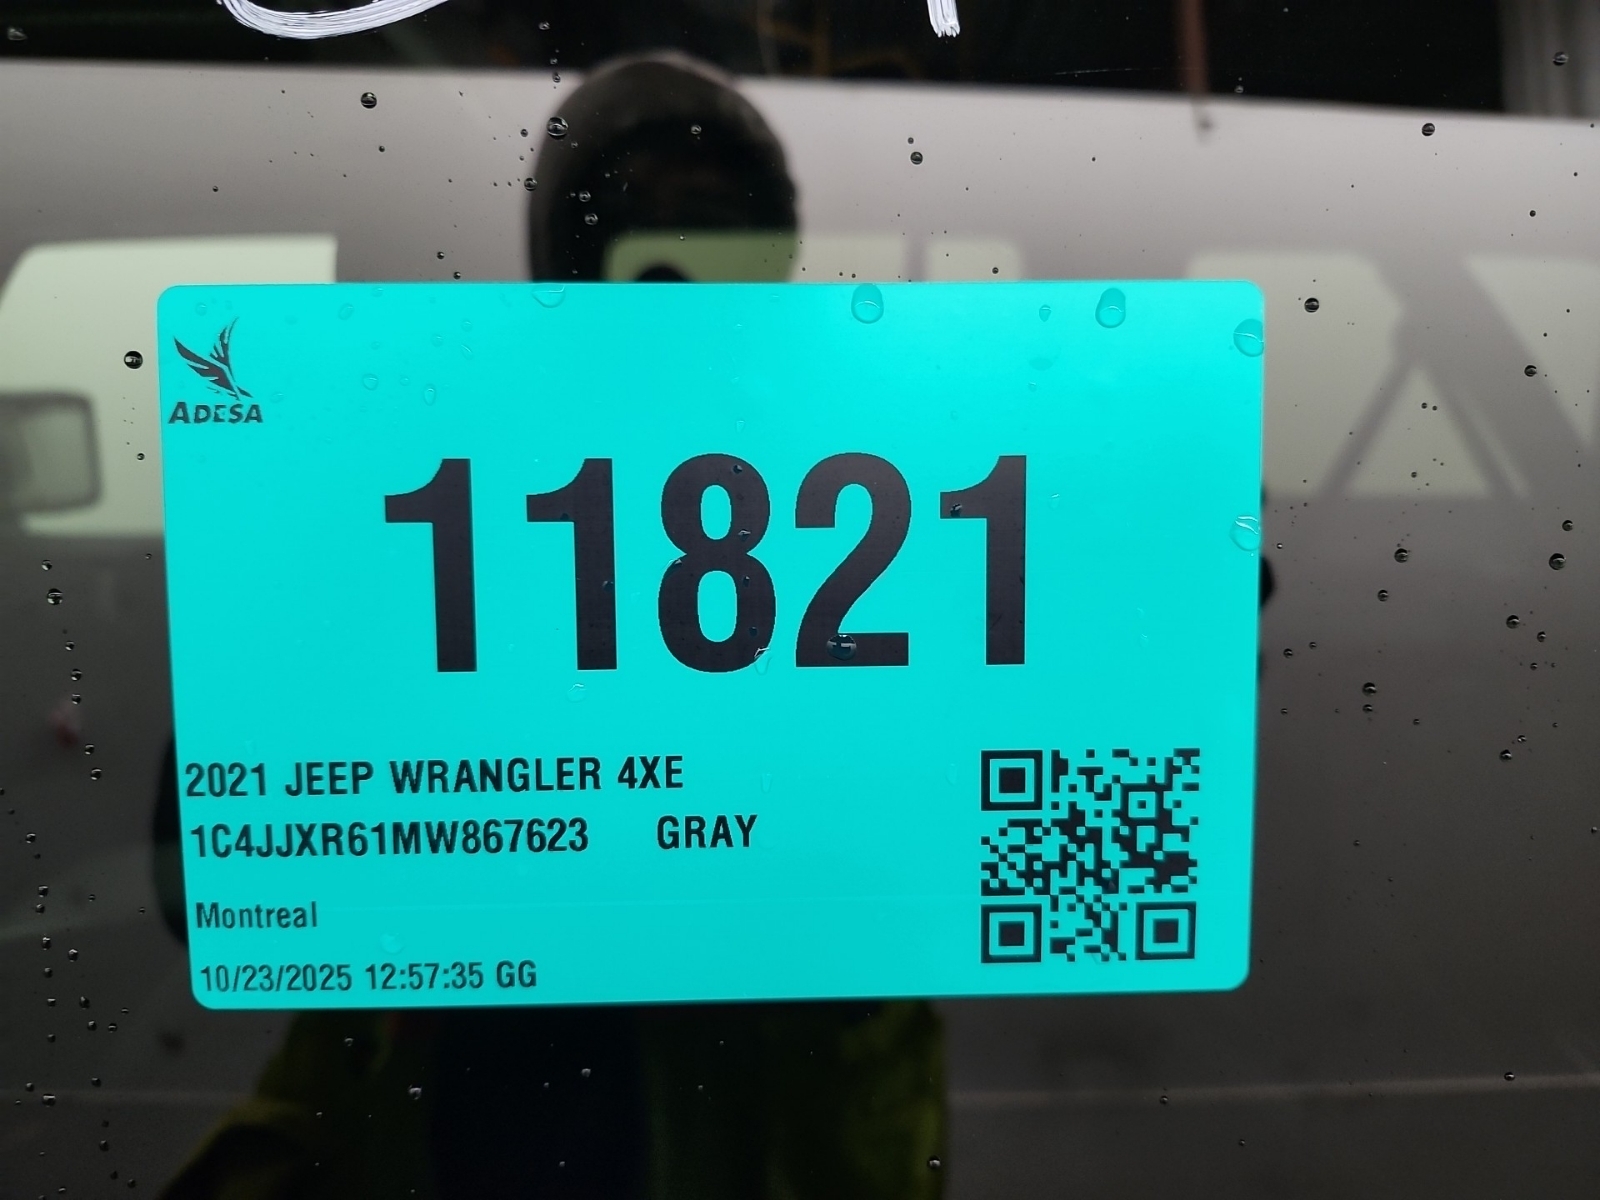 ADESA
11821
2021 JEEP WRANGLER 4XE
1C4JJXR61MW867623 GRAY
Montreal
10/23/2025 12:57:35 GG